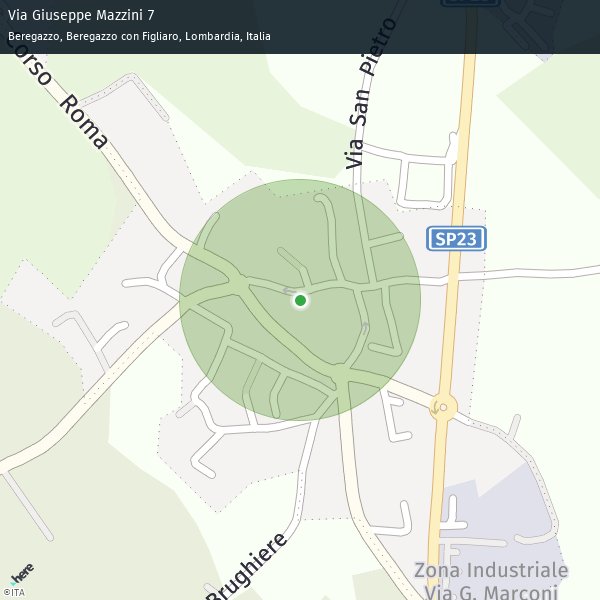 Via Giuseppe Mazzini 7
Beregazzo, Beregazzo con Figliaro, Lombardia, Italia
Corso Roma
Via San Pietro
SP23
Brughiere
Zona Industriale
Via G. Marconi
here
©ITA